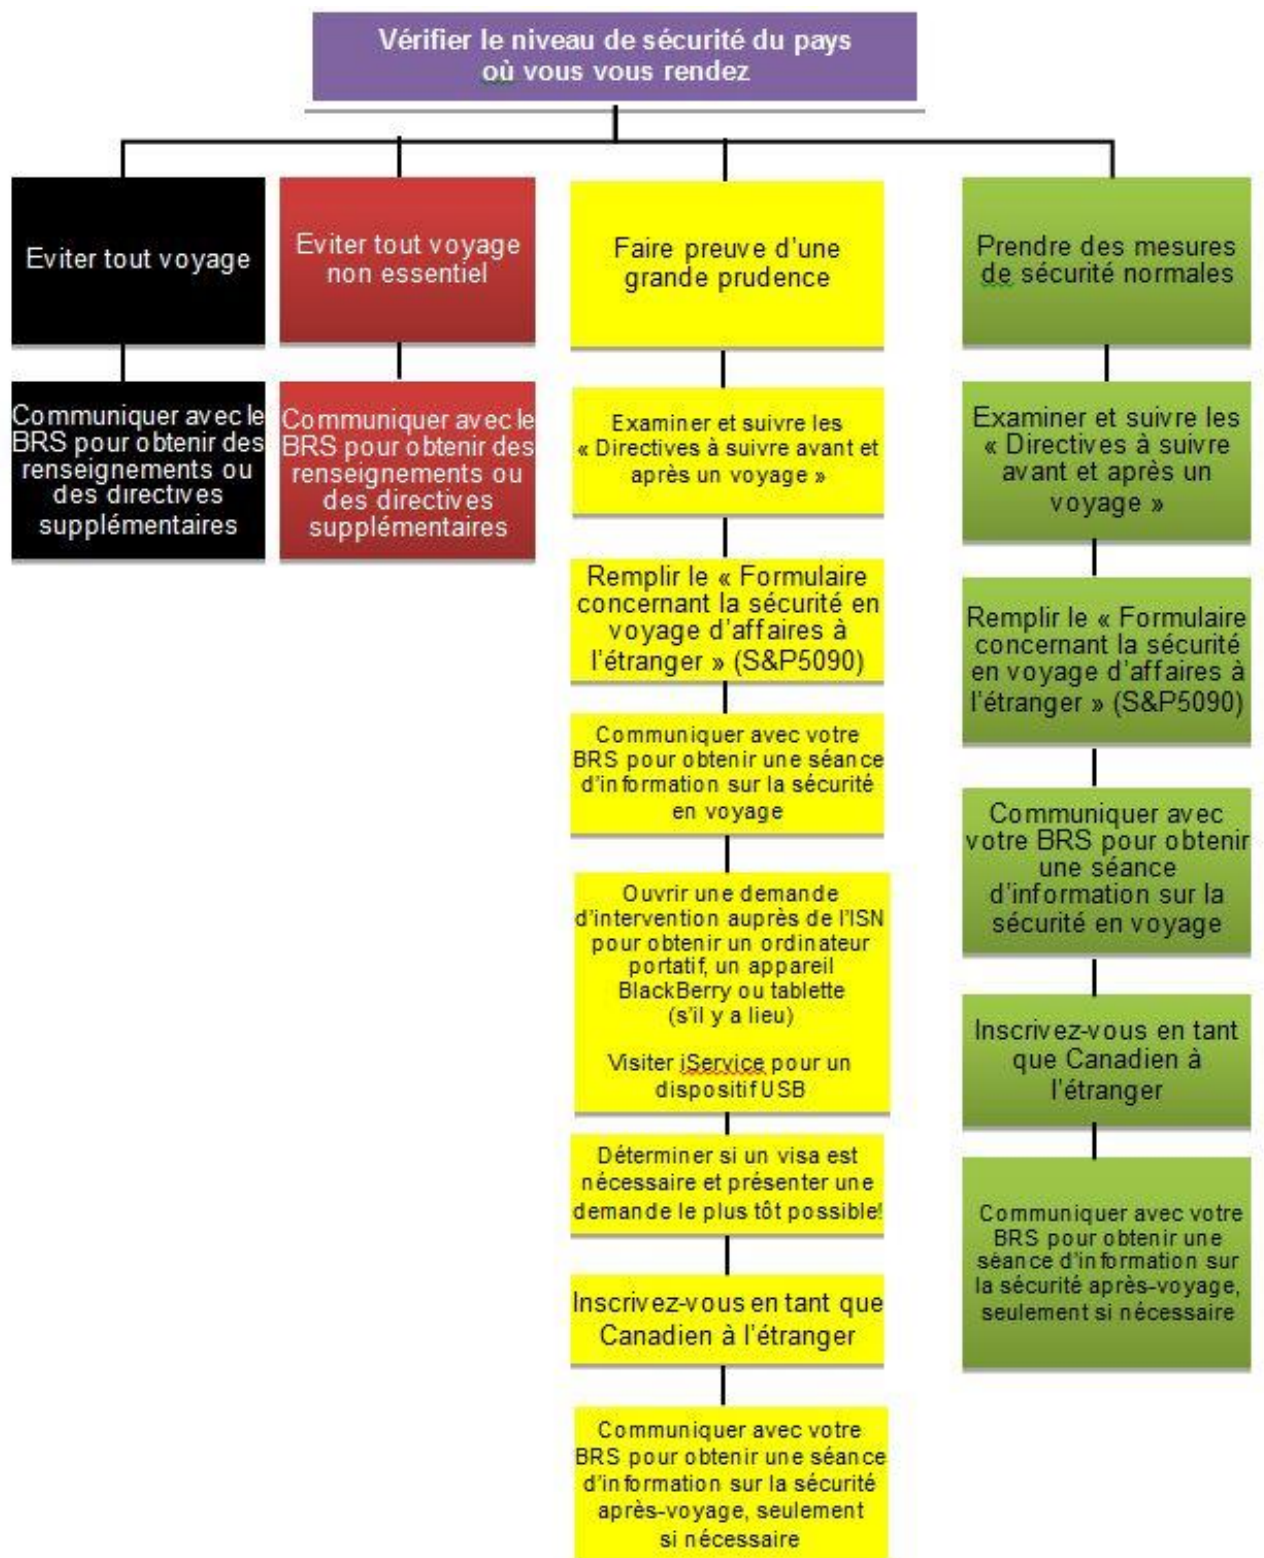 Vérifier le niveau de sécurité du pays
où vous vous rendez
Eviter tout voyage
Communiquer avec le
BRS pour obtenir des
renseignements ou
des directives
supplémentaires
Eviter tout voyage
non essentiel
Communiquer avec le
BRS pour obtenir des
renseignements ou
des directives
supplémentaires
Faire preuve d'une
grande prudence
Examiner et suivre les
« Directives à suivre avant et
après un voyage »
Remplir le « Formulaire
concernant la sécurité en
voyage d'affaires à
l'étranger » (S&P5090)
Communiquer avec votre
BRS pour obtenir une séance
d'information sur la sécurité
en voyage
Ouvrir une demande
d'intervention auprès de l'ISN
pour obtenir un ordinateur
portatif, un appareil
BlackBerry ou tablette
(s'il y a lieu)
Visiter iService pour un
dispositif USB
Déterminer si un visa est
nécessaire et présenter une
demande le plus tôt possible!
Inscrivez-vous en tant que
Canadien à l'étranger
Communiquer avec votre
BRS pour obtenir une séance
d'information sur la sécurité
après-voyage, seulement
si nécessaire
Prendre des mesures
de sécurité normales
Examiner et suivre les
« Directives à suivre
avant et après un
voyage »
Remplir le « Formulaire
concernant la sécurité
en voyage d'affaires à
l'étranger » (S&P5090)
Communiquer avec
votre BRS pour obtenir
une séance
d'information sur la
sécurité en voyage
Inscrivez-vous en tant
que Canadien à
l'étranger
Communiquer avec votre
BRS pour obtenir une
séance d'information sur
la sécurité après-voyage,
seulement si nécessaire